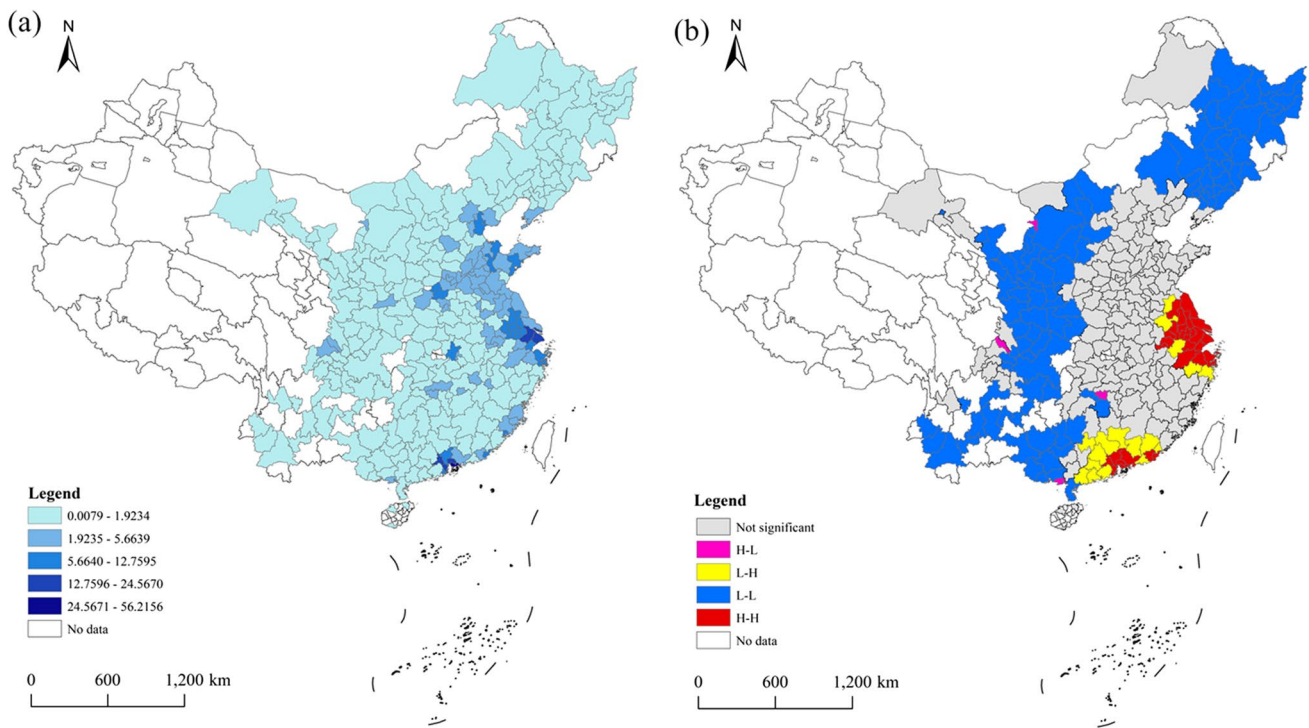 (a)
N
Legend
0.0079 - 1.9234
1.9235 - 5.6639
5.6640 - 12.7595
12.7596 - 24.5670
24.5671 - 56.2156
No data
0 600 1,200 km
(b)
N
Legend
Not significant
H-L
L-H
L-L
H-H
No data
0 600 1,200 km